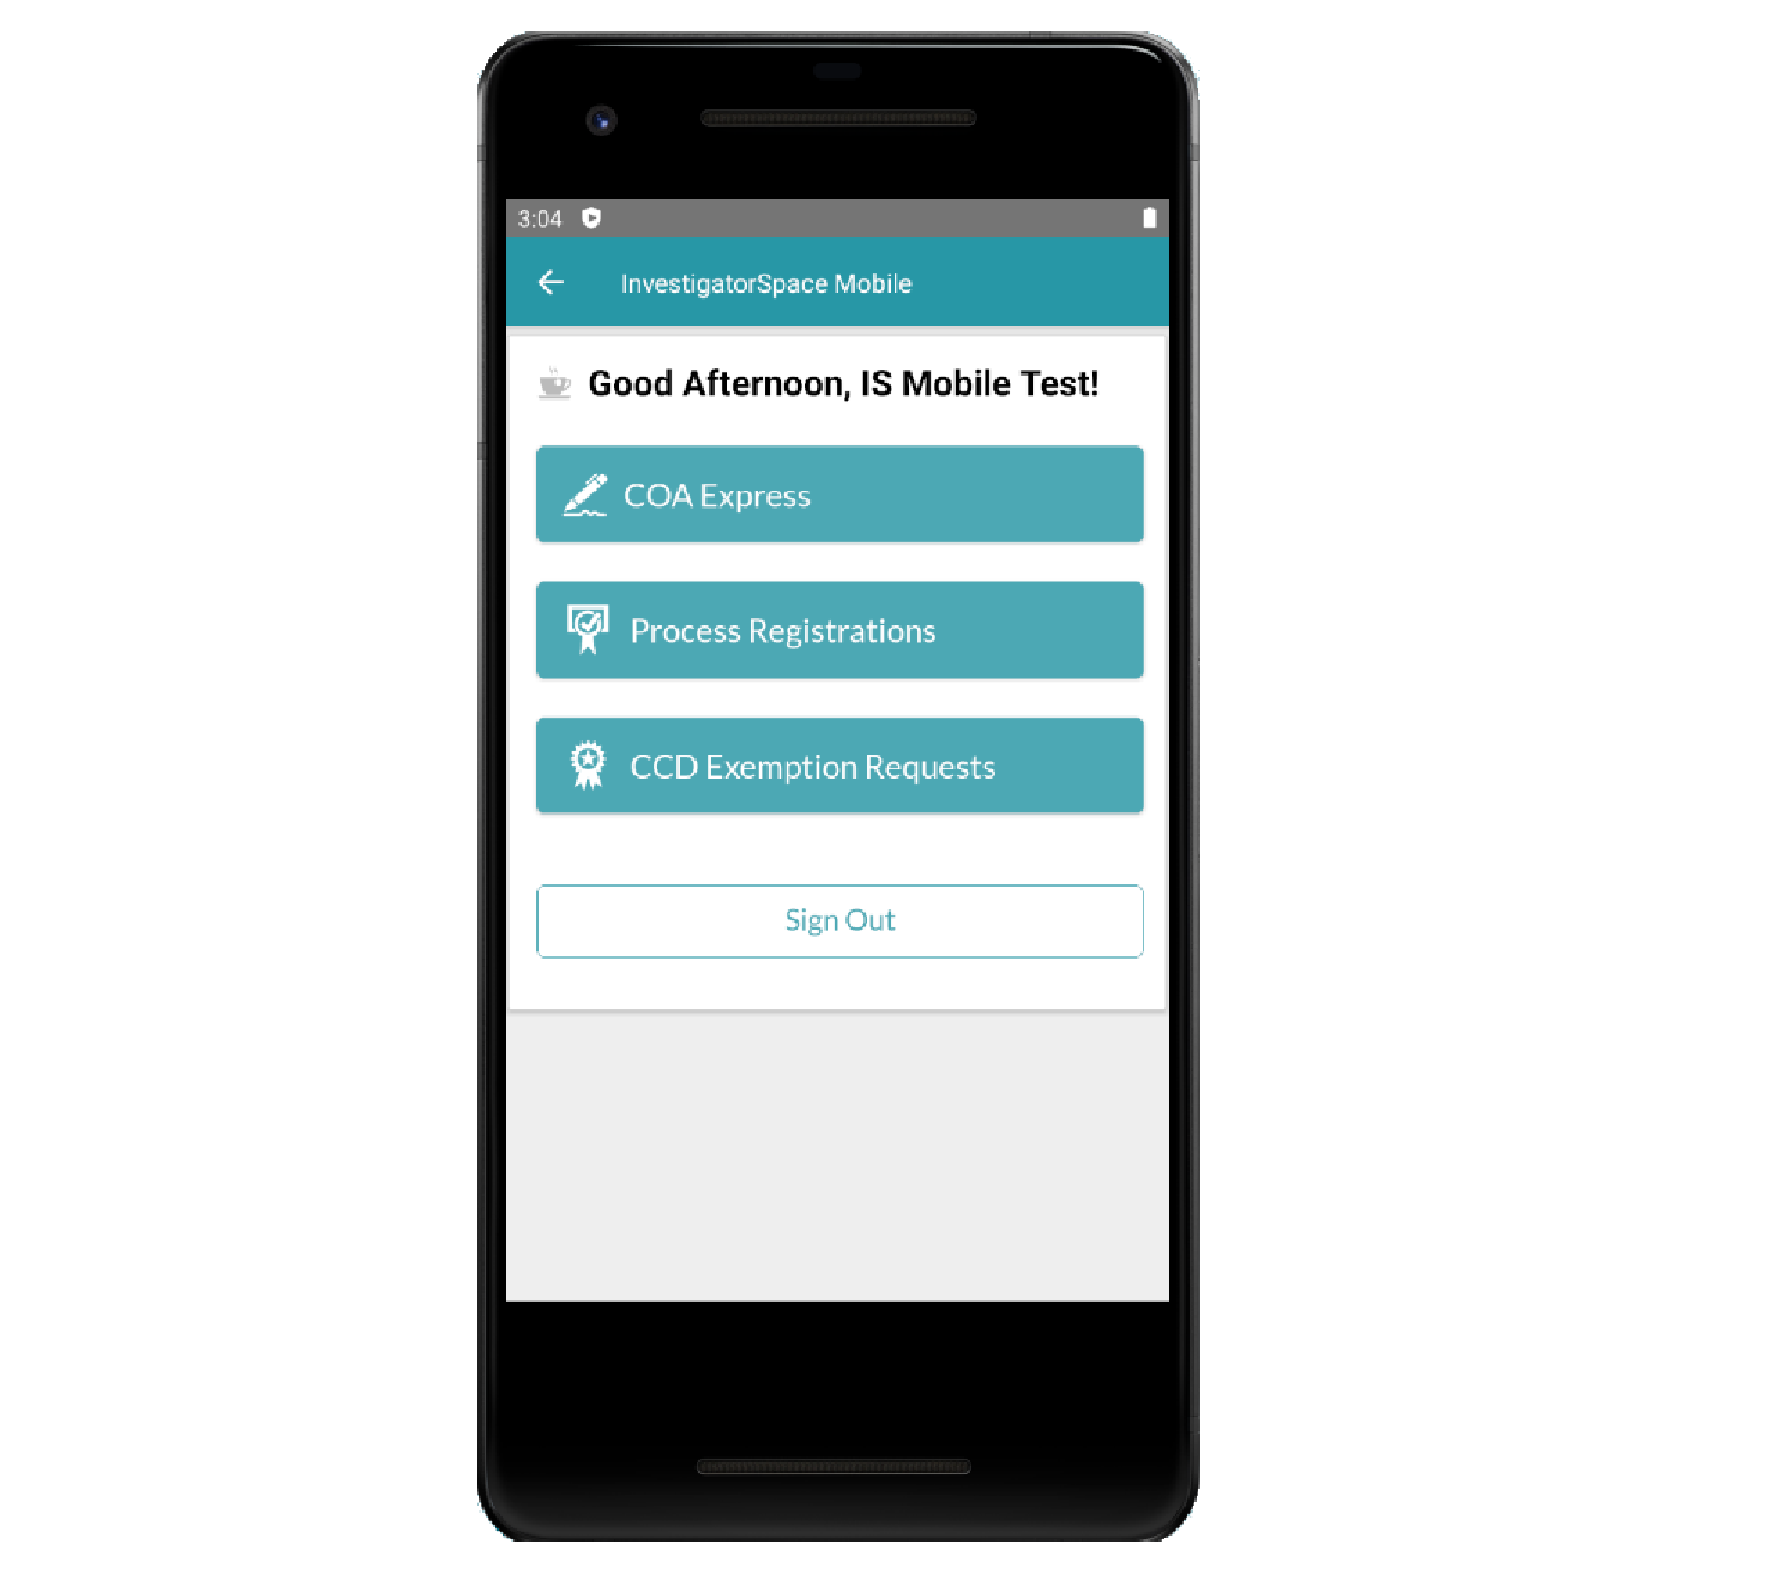 3:04
InvestigatorSpace Mobile
Good Afternoon, IS Mobile Test!
COA Express
Process Registrations
CCD Exemption Requests
Sign Out